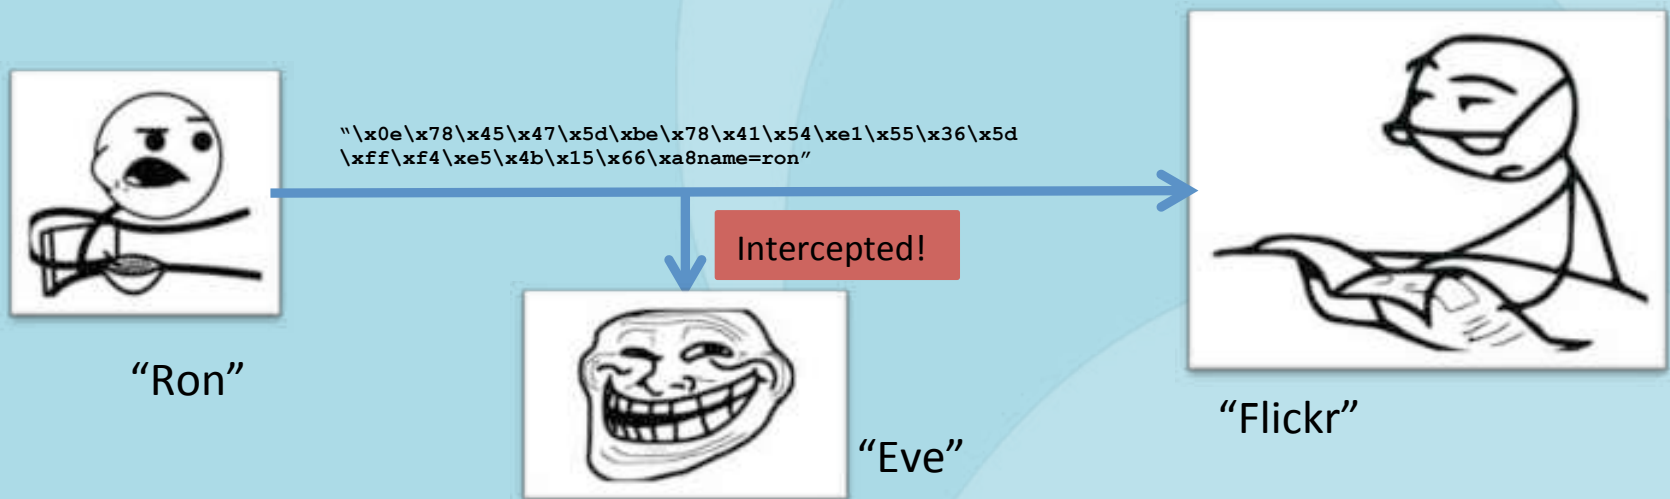 “\x0e\x78\x45\x47\x5d\xbe\x78\x41\x54\xe1\x55\x36\x5d
\xff\xf4\xe5\x4b\x15\x66\xa8name=ron”
Intercepted!
“Ron”
“Flickr”
“Eve”